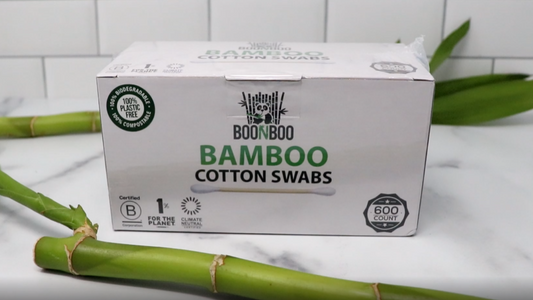 BAMBOO
COTTON SWABS
100% BIODEGRADABLE
100% PLASTIC FREE
100% COMPOSTABLE
BOONBOO
BAMBOO
COTTON SWABS
Certified
B
Corporation
1%
FOR THE PLANET
CLIMATE
NEUTRAL
600
COUNT